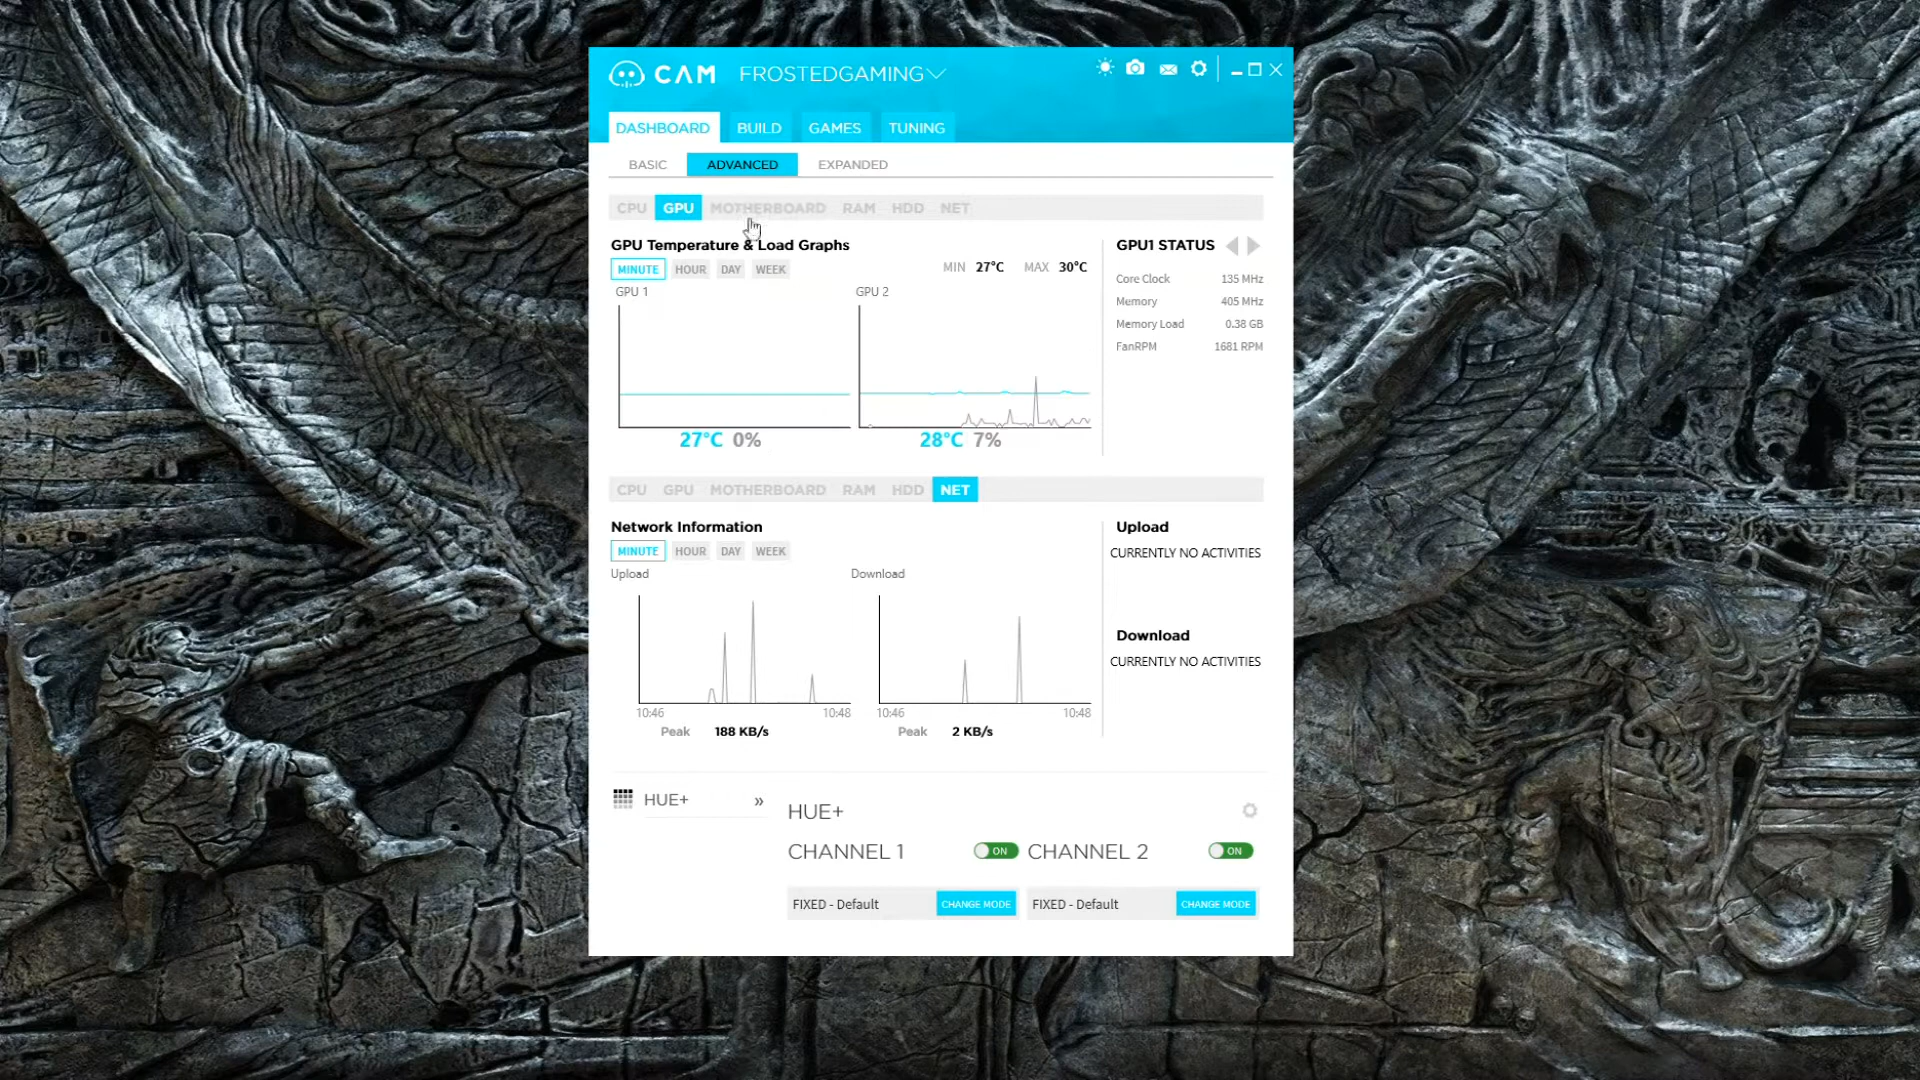 CAM FROSTEDGAMING
DASHBOARD BUILD GAMES TUNING
BASIC ADVANCED EXPANDED
CPU GPU MOTHERBOARD RAM HDD NET
GPU Temperature & Load Graphs
MINUTE HOUR DAY WEEK
MIN 27°C MAX 30°C
GPU 1
GPU 2
27°C 0%
28°C 7%
GPU1 STATUS
Core Clock 135 MHz
Memory 405 MHz
Memory Load 0.38 GB
FanRPM 1681 RPM
CPU GPU MOTHERBOARD RAM HDD NET
Network Information
MINUTE HOUR DAY WEEK
Upload
10:46 10:48
Peak 188 KB/s
Download
10:46 10:48
Peak 2 KB/s
Upload
CURRENTLY NO ACTIVITIES
Download
CURRENTLY NO ACTIVITIES
HUE+ »
HUE+
CHANNEL 1 ON
FIXED - Default CHANGE MODE
CHANNEL 2 ON
FIXED - Default CHANGE MODE